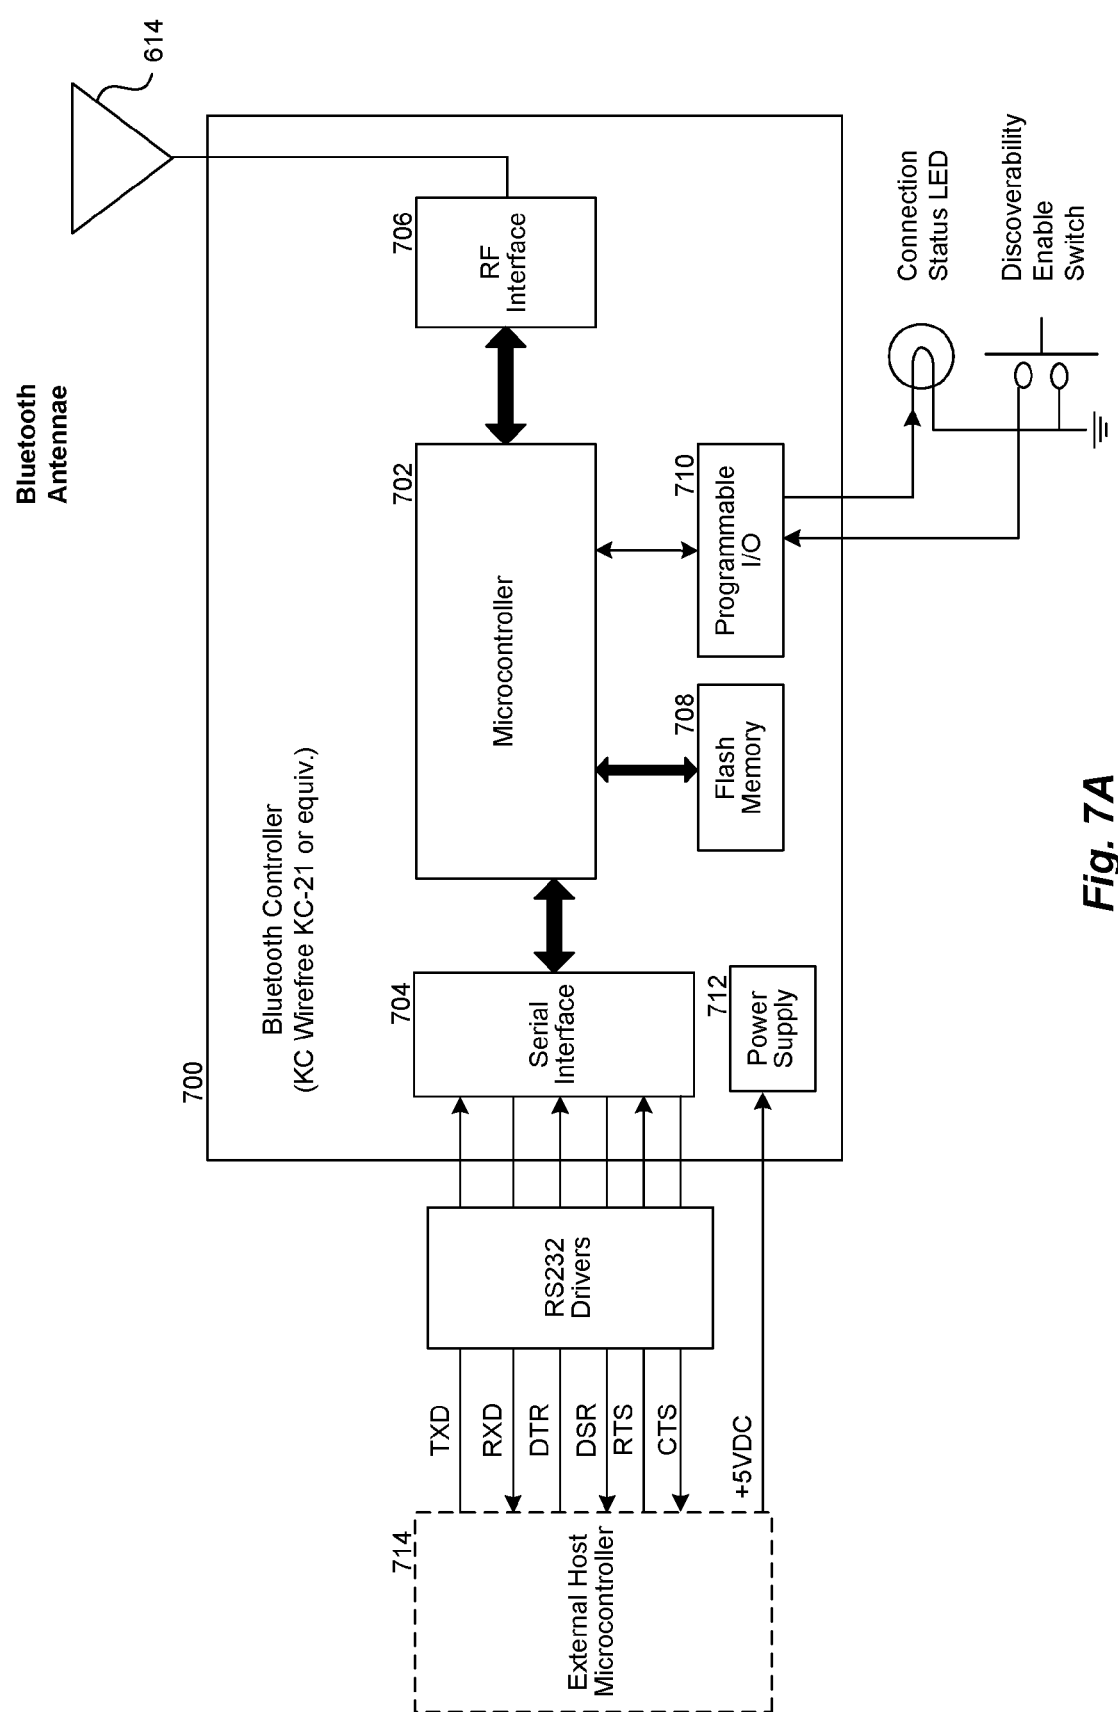 Bluetooth
Antennae
614
700
Bluetooth Controller
(KC Wirefree KC-21 or equiv.)
714
External Host
Microcontroller
TXD
RXD
DTR
DSR
RTS
CTS
+5VDC
RS232
Drivers
704
Serial
Interface
712
Power
Supply
702
Microcontroller
706
RF
Interface
708
Flash
Memory
710
Programmable
I/O
Connection
Status LED
Discoverability
Enable
Switch
Fig. 7A